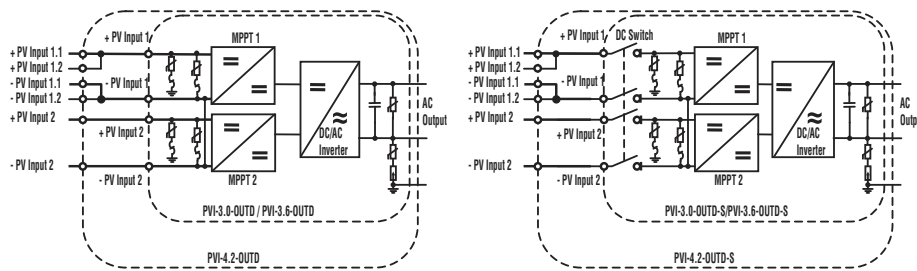 + PV Input 1
MPPT 1
+ PV Input 1.1
+ PV Input 1.2
- PV Input 1.1
- PV Input 1
- PV Input 1.2
+ PV Input 2
+ PV Input 2
- PV Input 2
- PV Input 2
MPPT 2
DC/AC
Inverter
AC
Output
PVI-3.0-OUTD / PVI-3.6-OUTD
PVI-4.2-OUTD
+ PV Input 1
DC Switch
MPPT 1
+ PV Input 1.1
+ PV Input 1.2
- PV Input 1.1
- PV Input 1
- PV Input 1.2
+ PV Input 2
+ PV Input 2
- PV Input 2
- PV Input 2
MPPT 2
DC/AC
Inverter
AC
Outp
PVI-3.0-OUTD-S/PVI-3.6-OUTD-S
PVI-4.2-OUTD-S